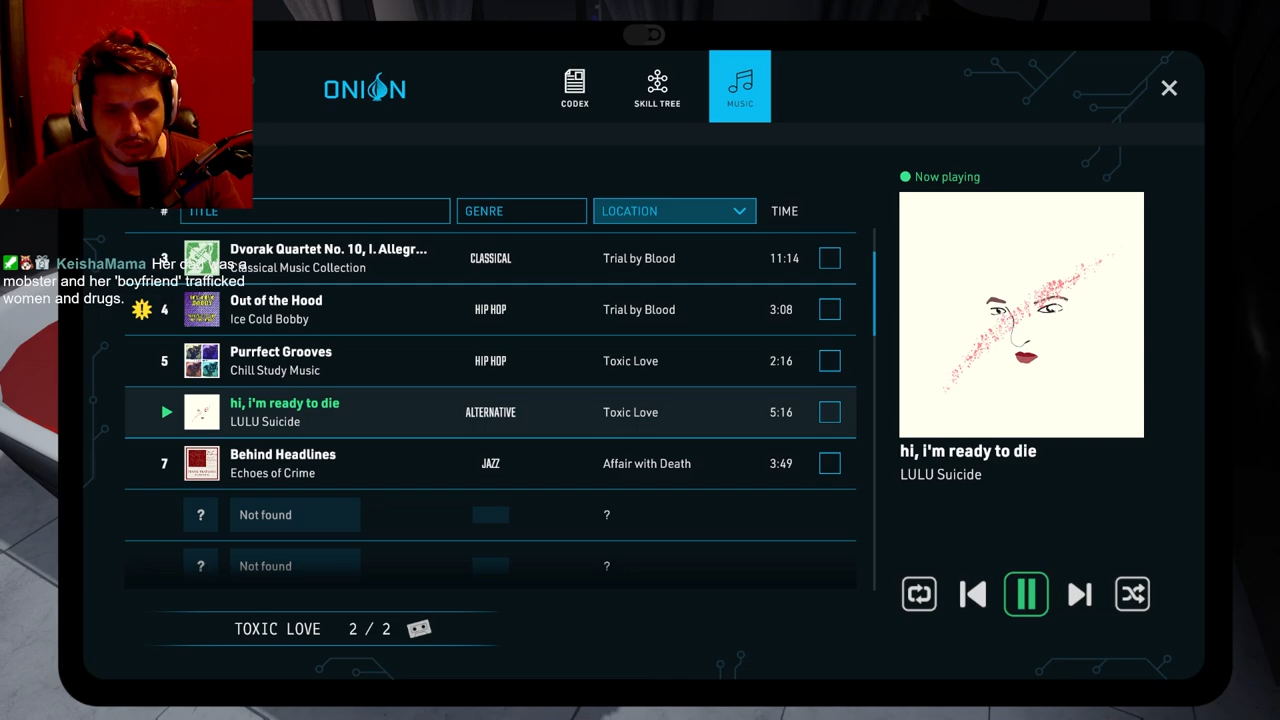 ONION
CODEX
SKILL TREE
MUSIC
Now playing
# TITLE GENRE LOCATION TIME
3 Dvorak Quartet No. 10, I. Allegr... CLASSICAL Trial by Blood 11:14
Classical Music Collection
KeishaMama Her dad was a
mobster and her 'boyfriend' trafficked
women and drugs.
! 4 Out of the Hood HIP HOP Trial by Blood 3:08
Ice Cold Bobby
5 Purrfect Grooves HIP HOP Toxic Love 2:16
Chill Study Music
hi, i'm ready to die ALTERNATIVE Toxic Love 5:16
LULU Suicide
7 Behind Headlines JAZZ Affair with Death 3:49
Echoes of Crime
? Not found ?
? Not found ?
hi, i'm ready to die
LULU Suicide
TOXIC LOVE 2 / 2